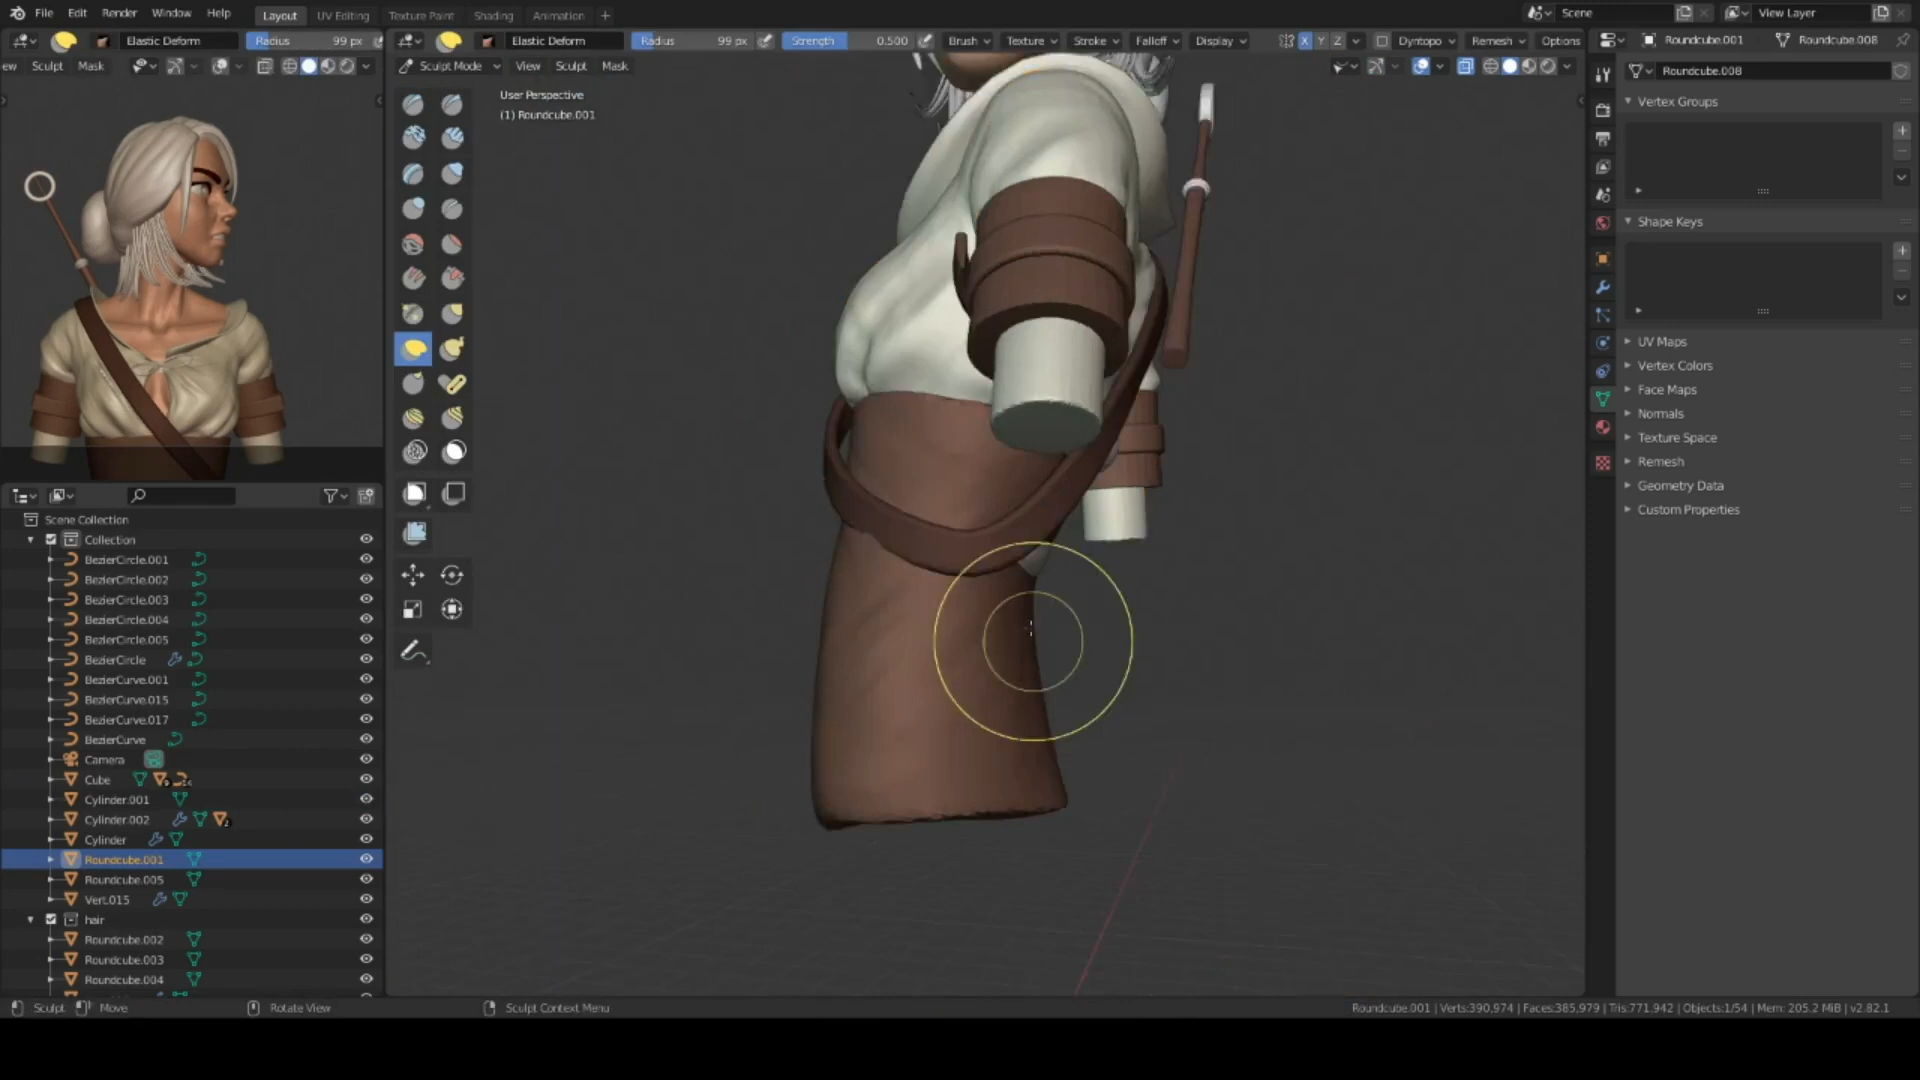 File Edit Render Window Help Layout UV Editing Texture Paint Shading Animation + Scene View Layer
Elastic Deform Radius 99 px Elastic Deform Radius 99 px Strength 0.500 Brush Texture Stroke Falloff Display X Y Z Dyntopo Remesh Options Roundcube.001 Roundcube.008
ew Sculpt Mask Sculpt Mode View Sculpt Mask Roundcube.008
User Perspective
(1) Roundcube.001
Vertex Groups
Shape Keys
UV Maps
Vertex Colors
Face Maps
Normals
Texture Space
Remesh
Geometry Data
Custom Properties
Scene Collection
Collection
BezierCircle.001
BezierCircle.002
BezierCircle.003
BezierCircle.004
BezierCircle.005
BezierCircle
BezierCurve.001
BezierCurve.015
BezierCurve.017
BezierCurve
Camera
Cube
Cylinder.001
Cylinder.002
Cylinder
Roundcube.001
Roundcube.005
Vert.015
hair
Roundcube.002
Roundcube.003
Roundcube.004
Sculpt Move Rotate View Sculpt Context Menu Roundcube.001 | Verts:390,974 | Faces:385,979 | Tris:771,942 | Objects:1/54 | Mem: 205.2 MiB | v2.82.1